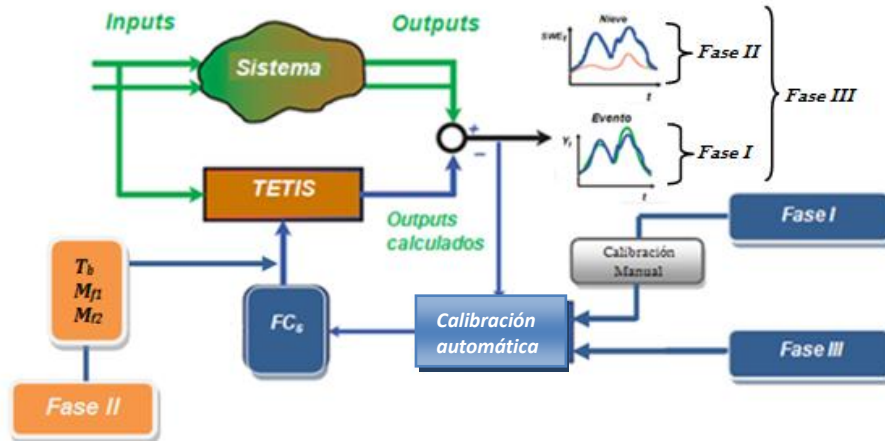 Inputs
Outputs
Sistema
+
−
TETIS
Outputs
calculados
Nieve
SWE
t
Fase II
Fase III
Evento
t
Fase I
Fase I
Calibración
Manual
Tb
Mf1
Mf2
FCs
Calibración
automática
Fase III
Fase II